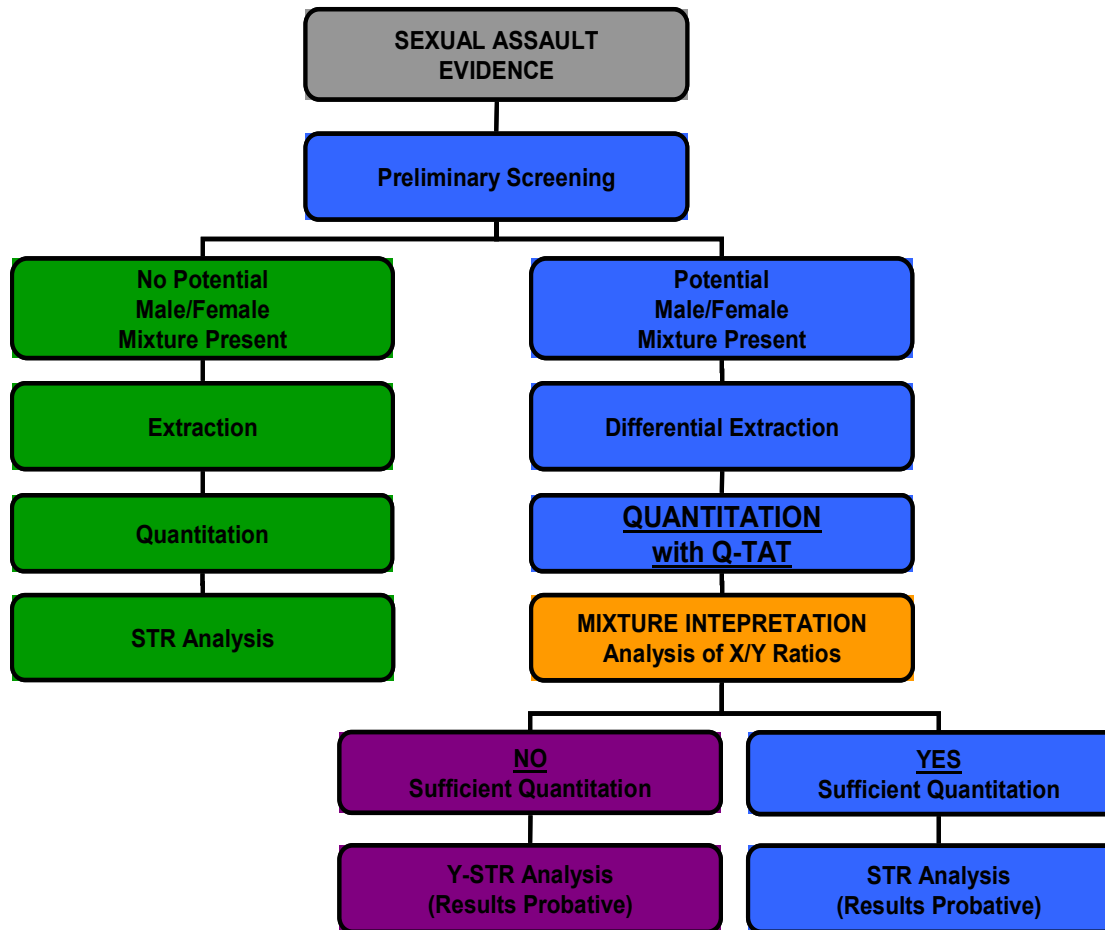 SEXUAL ASSAULT
EVIDENCE
Preliminary Screening
No Potential
Male/Female
Mixture Present
Potential
Male/Female
Mixture Present
Extraction
Differential Extraction
Quantitation
QUANTITATION
with Q-TAT
STR Analysis
MIXTURE INTEPRETATION
Analysis of X/Y Ratios
NO
Sufficient Quantitation
YES
Sufficient Quantitation
Y-STR Analysis
(Results Probative)
STR Analysis
(Results Probative)